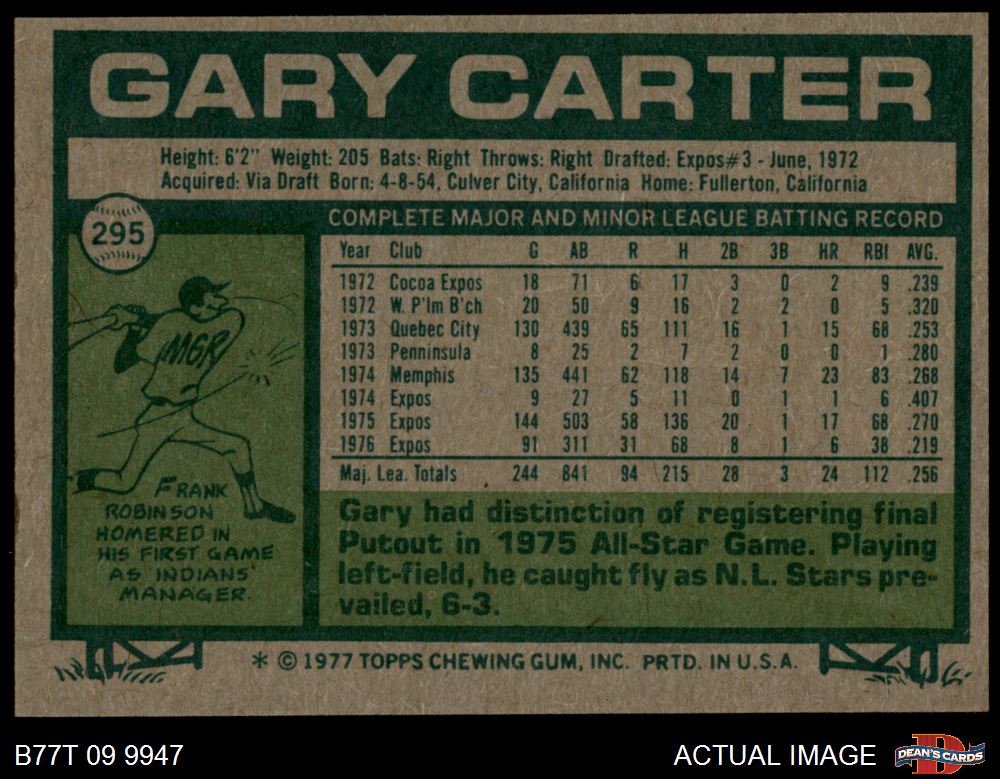 GARY CARTER
Height: 6'2" Weight: 205 Bats: Right Throws: Right Drafted: Expos#3 - June, 1972
Acquired: Via Draft Born: 4-8-54, Culver City, California Home: Fullerton, California
295
COMPLETE MAJOR AND MINOR LEAGUE BATTING RECORD
Year Club G AB R H 2B 3B HR RBI AVG.
1972 Cocoa Expos 18 71 6 17 3 0 2 9 .239
1972 W. P'lm B'ch 20 50 9 16 2 2 0 5 .320
1973 Quebec City 130 439 65 111 16 1 15 68 .253
1973 Penninsula 8 25 2 7 2 0 0 1 .280
1974 Memphis 135 441 62 118 14 7 23 83 .268
1974 Expos 9 27 5 11 0 1 1 6 .407
1975 Expos 144 503 58 136 20 1 17 68 .270
1976 Expos 91 311 31 68 8 1 6 38 .219
Maj. Lea. Totals 244 841 94 215 28 3 24 112 .256
MGR
FRANK
ROBINSON
HOMERED IN
HIS FIRST GAME
AS INDIANS'
MANAGER.
Gary had distinction of registering final
Putout in 1975 All-Star Game. Playing
left-field, he caught fly as N.L. Stars pre-
vailed, 6-3.
* © 1977 TOPPS CHEWING GUM, INC. PRTD. IN U.S.A.
B77T 09 9947
ACTUAL IMAGE
D
DEAN'S CARDS